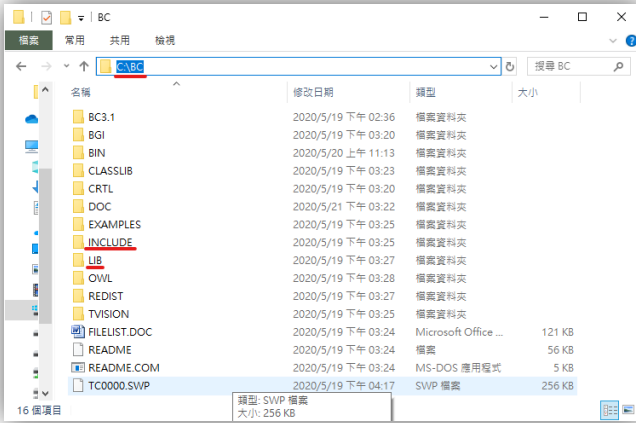 BC
檔案 常用 共用 檢視
C:\BC 搜尋 BC
名稱 修改日期 類型 大小
BC3.1 2020/5/19 下午 02:36 檔案資料夾
BGI 2020/5/19 下午 03:20 檔案資料夾
BIN 2020/5/20 上午 11:13 檔案資料夾
CLASSLIB 2020/5/19 下午 03:23 檔案資料夾
CRTL 2020/5/19 下午 03:20 檔案資料夾
DOC 2020/5/21 下午 03:22 檔案資料夾
EXAMPLES 2020/5/19 下午 03:25 檔案資料夾
INCLUDE 2020/5/19 下午 03:25 檔案資料夾
LIB 2020/5/19 下午 03:27 檔案資料夾
OWL 2020/5/19 下午 03:28 檔案資料夾
REDIST 2020/5/19 下午 03:27 檔案資料夾
TVISION 2020/5/19 下午 03:25 檔案資料夾
FILELIST.DOC 2020/5/19 下午 03:24 Microsoft Office ... 121 KB
README 2020/5/19 下午 03:24 檔案 56 KB
README.COM 2020/5/19 下午 03:24 MS-DOS 應用程式 5 KB
TC0000.SWP 2020/5/19 下午 04:17 SWP 檔案 256 KB
類型: SWP 檔案
大小: 256 KB
16 個項目